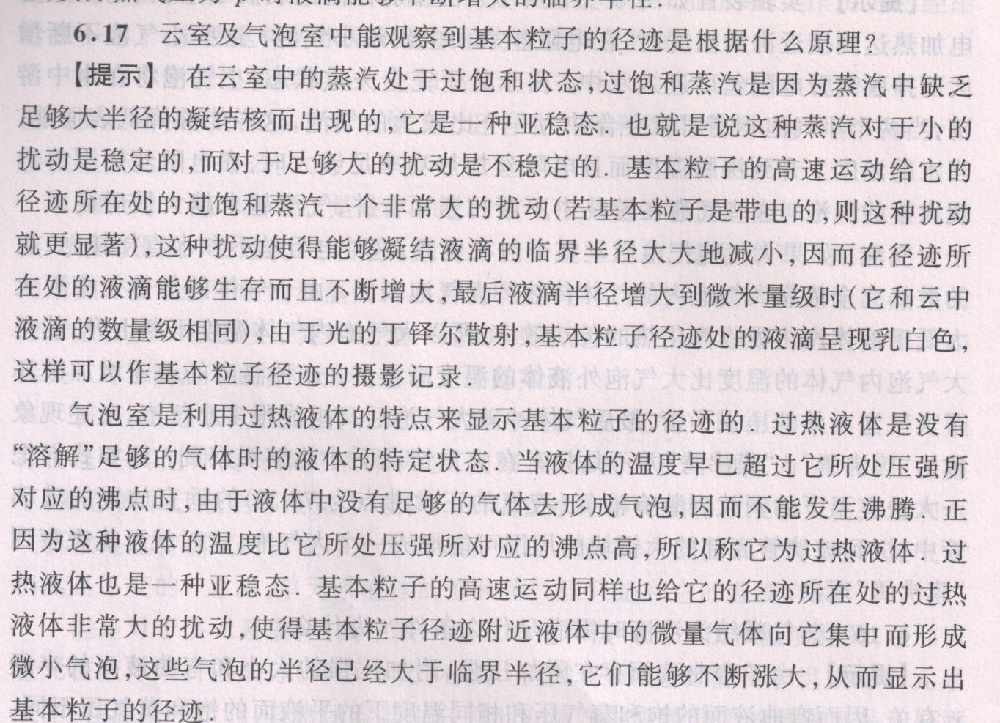 6.17 云室及气泡室中能观察到基本粒子的径迹是根据什么原理?
【提示】 在云室中的蒸汽处于过饱和状态,过饱和蒸汽是因为蒸汽中缺乏
足够大半径的凝结核而出现的,它是一种亚稳态. 也就是说这种蒸汽对于小的
扰动是稳定的,而对于足够大的扰动是不稳定的. 基本粒子的高速运动给它的
径迹所在处的过饱和蒸汽一个非常大的扰动(若基本粒子是带电的,则这种扰动
就更显著),这种扰动使得能够凝结液滴的临界半径大大地减小,因而在径迹所
在处的液滴能够生存而且不断增大,最后液滴半径增大到微米量级时(它和云中
液滴的数量级相同),由于光的丁铎尔散射,基本粒子径迹处的液滴呈现乳白色,
这样可以作基本粒子径迹的摄影记录.
气泡室是利用过热液体的特点来显示基本粒子的径迹的. 过热液体是没有
“溶解”足够的气体时的液体的特定状态. 当液体的温度早已超过它所处压强所
对应的沸点时,由于液体中没有足够的气体去形成气泡,因而不能发生沸腾. 正
因为这种液体的温度比它所处压强所对应的沸点高,所以称它为过热液体. 过
热液体也是一种亚稳态. 基本粒子的高速运动同样也给它的径迹所在处的过热
液体非常大的扰动,使得基本粒子径迹附近液体中的微量气体向它集中而形成
微小气泡,这些气泡的半径已经大于临界半径,它们能够不断涨大,从而显示出
基本粒子的径迹.